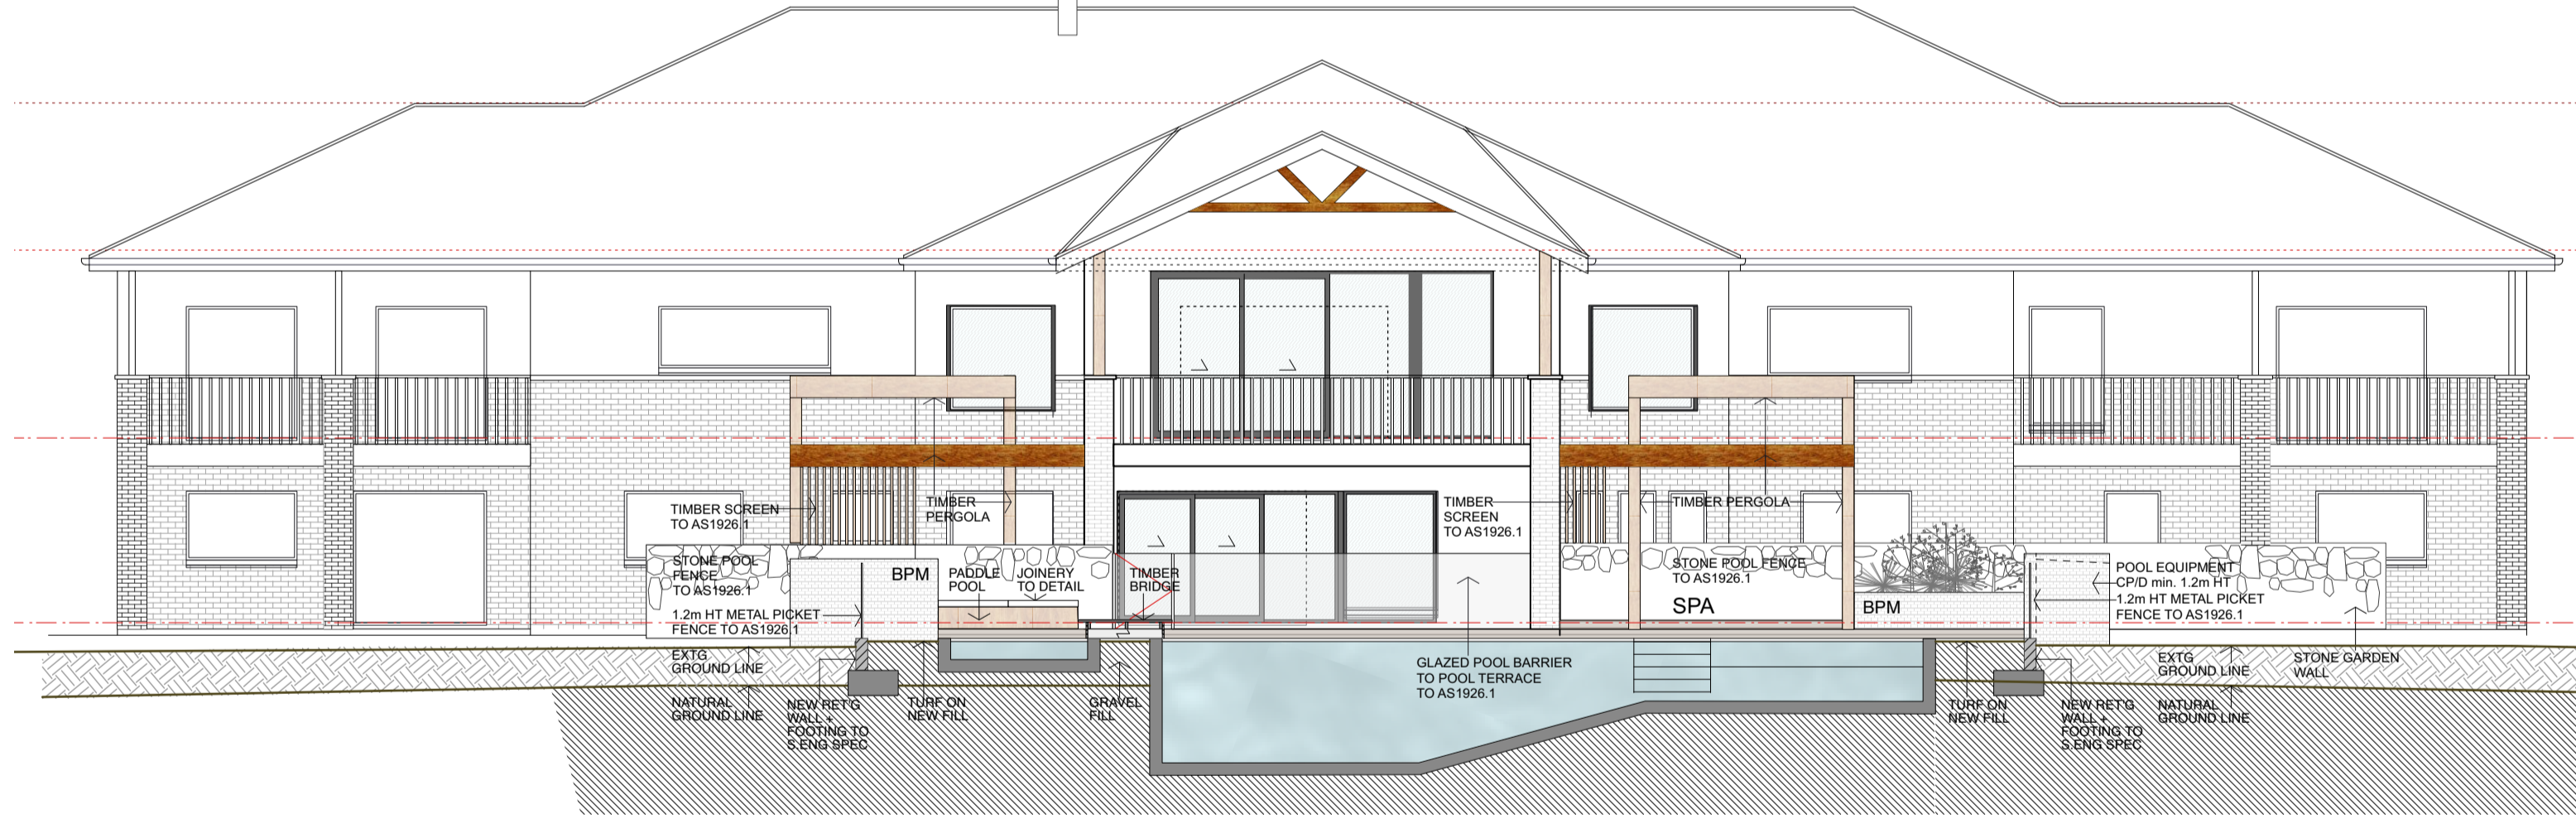 TIMBER SCREEN
TO AS1926.1
TIMBER
PERGOLA
TIMBER
SCREEN
TO AS1926.1
TIMBER PERGOLA
STONE POOL
FENCE
TO AS1926.1
1.2m HT METAL PICKET
FENCE TO AS1926.1
BPM
PADDLE
POOL
JOINERY
TO DETAIL
TIMBER
BRIDGE
STONE POOL FENCE
TO AS1926.1
SPA
BPM
POOL EQUIPMENT
CP/D min. 1.2m HT
1.2m HT METAL PICKET
FENCE TO AS1926.1
EXTG
GROUND LINE
NATURAL
GROUND LINE
NEW RET'G
WALL +
FOOTING TO
S.ENG SPEC
TURF ON
NEW FILL
GRAVEL
FILL
GLAZED POOL BARRIER
TO POOL TERRACE
TO AS1926.1
TURF ON
NEW FILL
NEW RET'G
WALL +
FOOTING TO
S.ENG SPEC
EXTG
GROUND LINE
NATURAL
GROUND LINE
STONE GARDEN
WALL